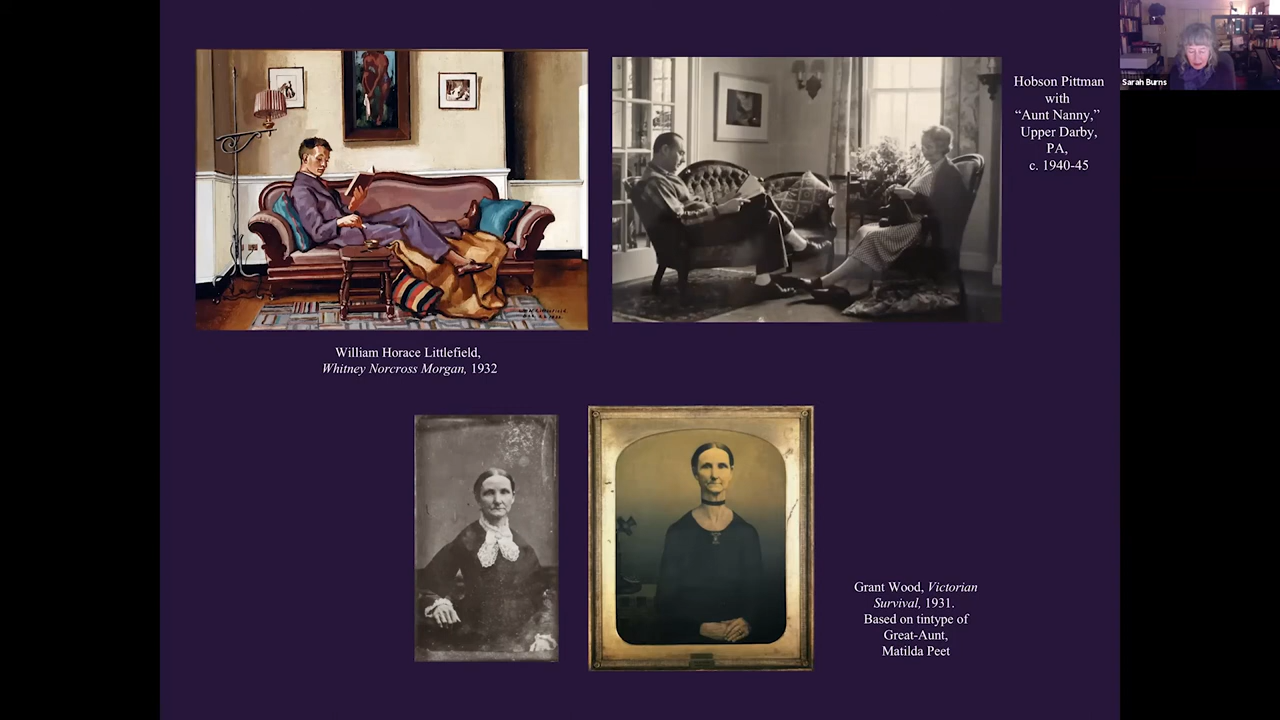 Sarah Burns
Hobson Pittman
with
“Aunt Nanny,”
Upper Darby,
PA,
c. 1940-45
William Horace Littlefield,
Whitney Norcross Morgan, 1932
Grant Wood, Victorian
Survival, 1931.
Based on tintype of
Great-Aunt,
Matilda Peet